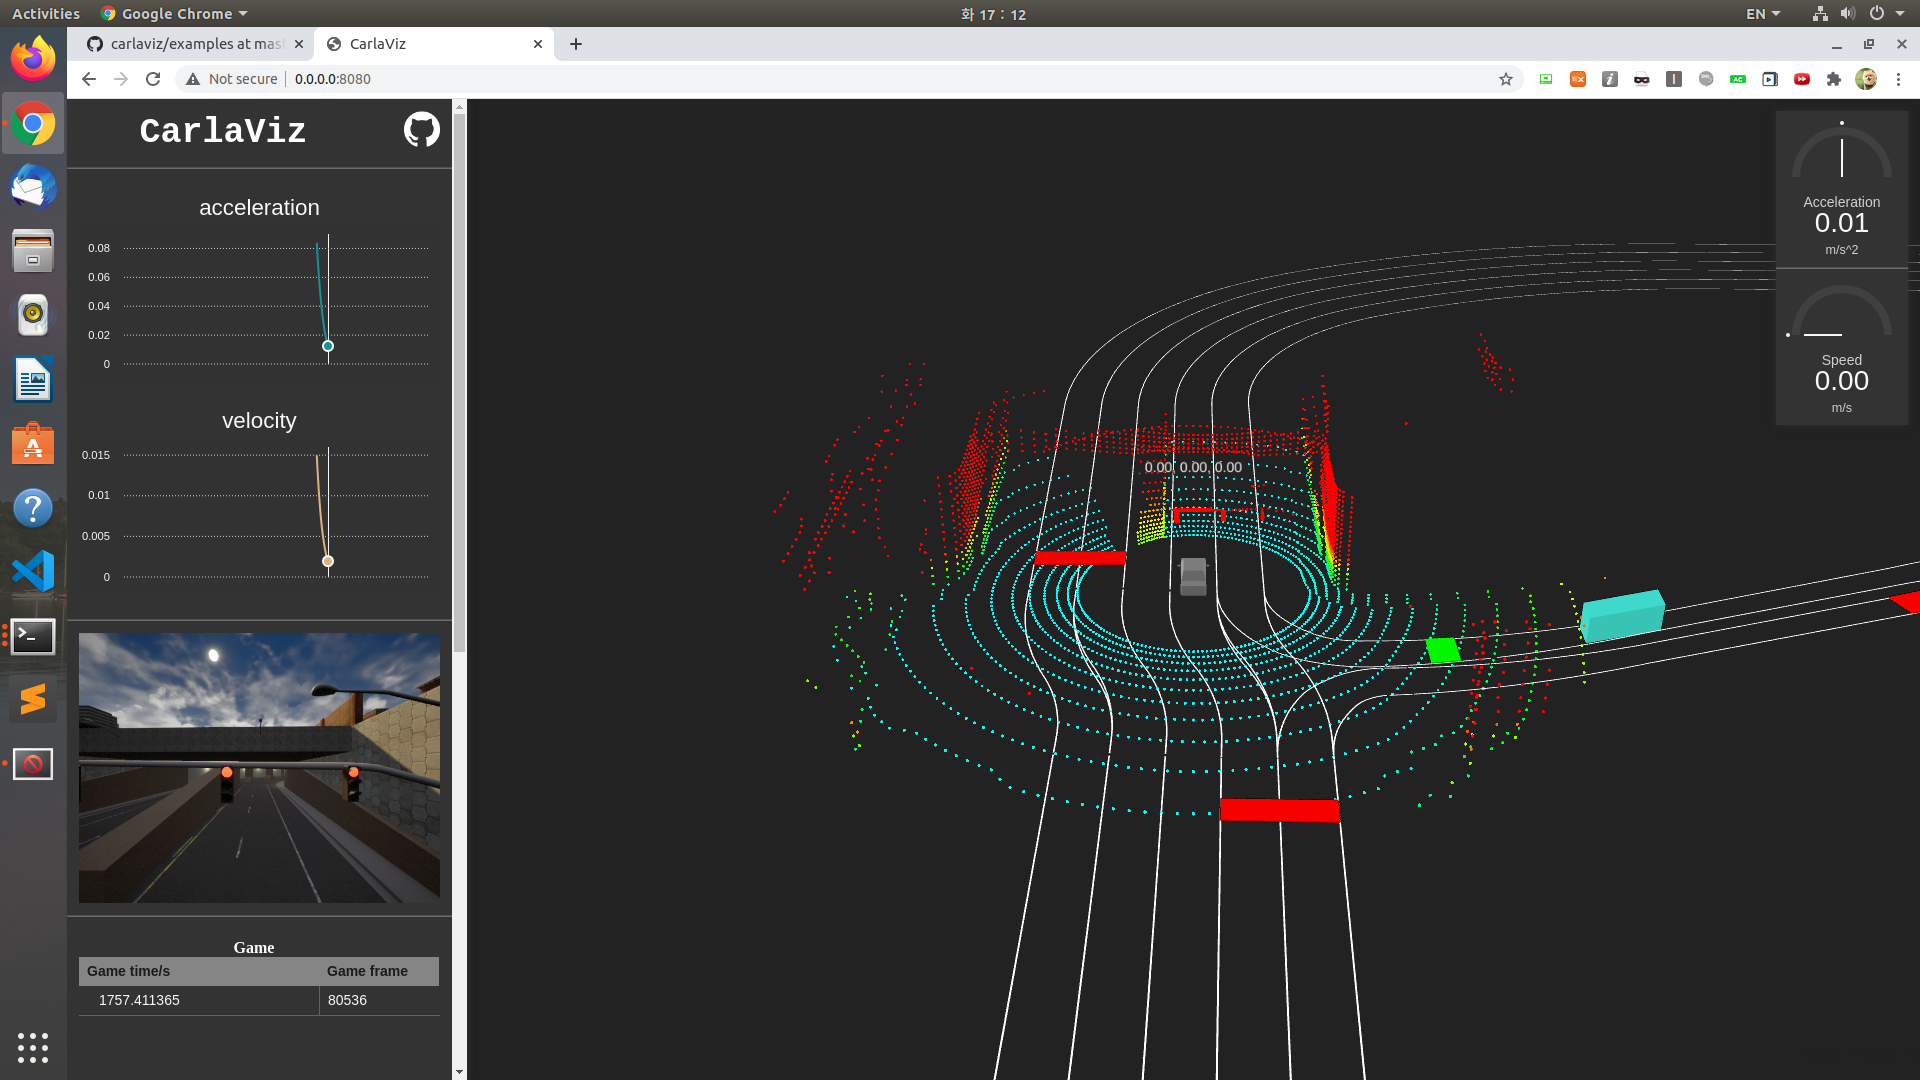 Activities
Google Chrome
화 17 : 12
EN
carlaviz/examples at mast
CarlaViz
Not secure
0.0.0.0:8080
CarlaViz
acceleration
0.08
0.06
0.04
0.02
0
velocity
0.015
0.01
0.005
0
Game
Game time/s Game frame
1757.411365 80536
0.00, 0.00, 0.00
Acceleration
0.01
m/s^2
Speed
0.00
m/s
EX
AC